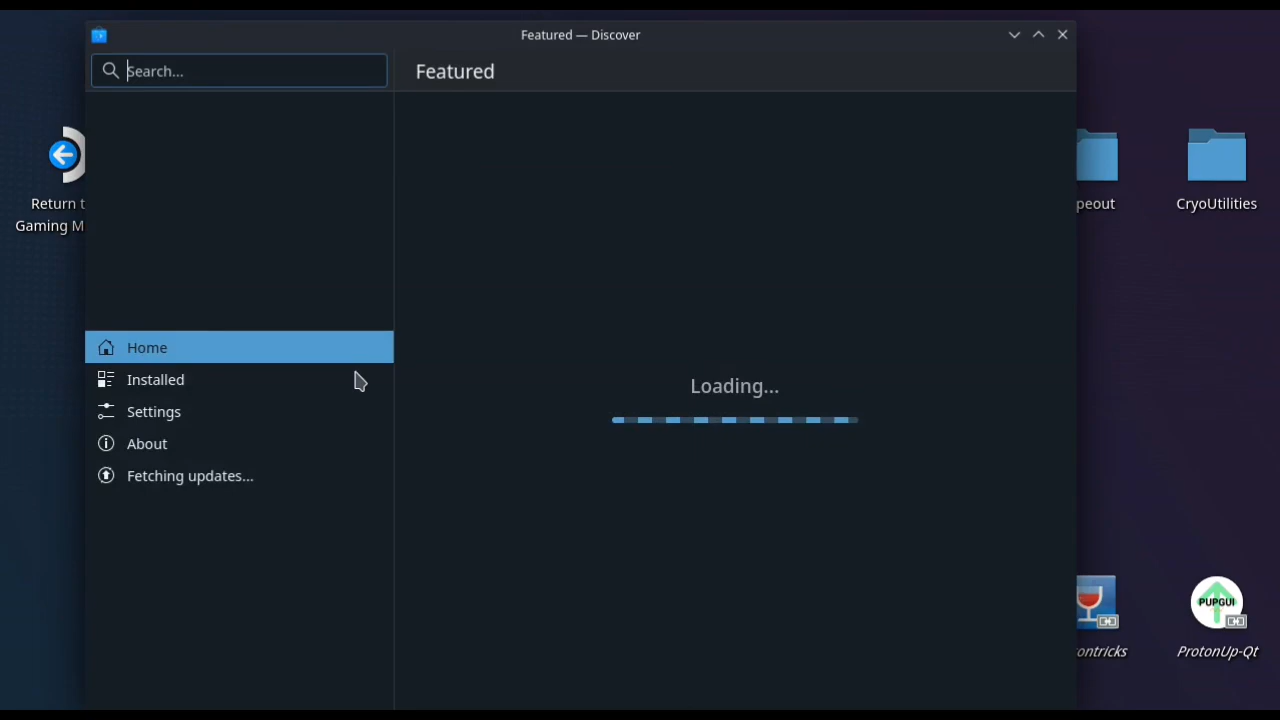 Featured — Discover
Search...
Featured
Home
Installed
Settings
About
Fetching updates...
Loading...
Return t
Gaming M
peout
CryoUtilities
ontricks
PUPGUI
ProtonUp-Qt